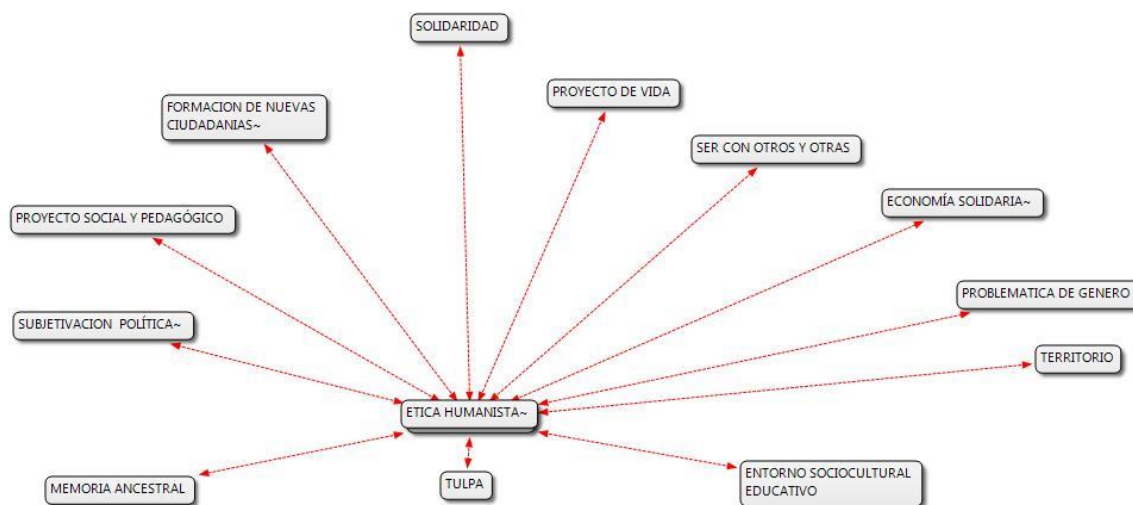 SOLIDARIDAD
PROYECTO DE VIDA
FORMACION DE NUEVAS
CIUDADANIAS~
SER CON OTROS Y OTRAS
ECONOMÍA SOLIDARIA~
PROYECTO SOCIAL Y PEDAGÓGICO
PROBLEMATICA DE GENERO
SUBJETIVACION POLÍTICA~
TERRITORIO
ETICA HUMANISTA~
MEMORIA ANCESTRAL
TULPA
ENTORNO SOCIOCULTURAL
EDUCATIVO